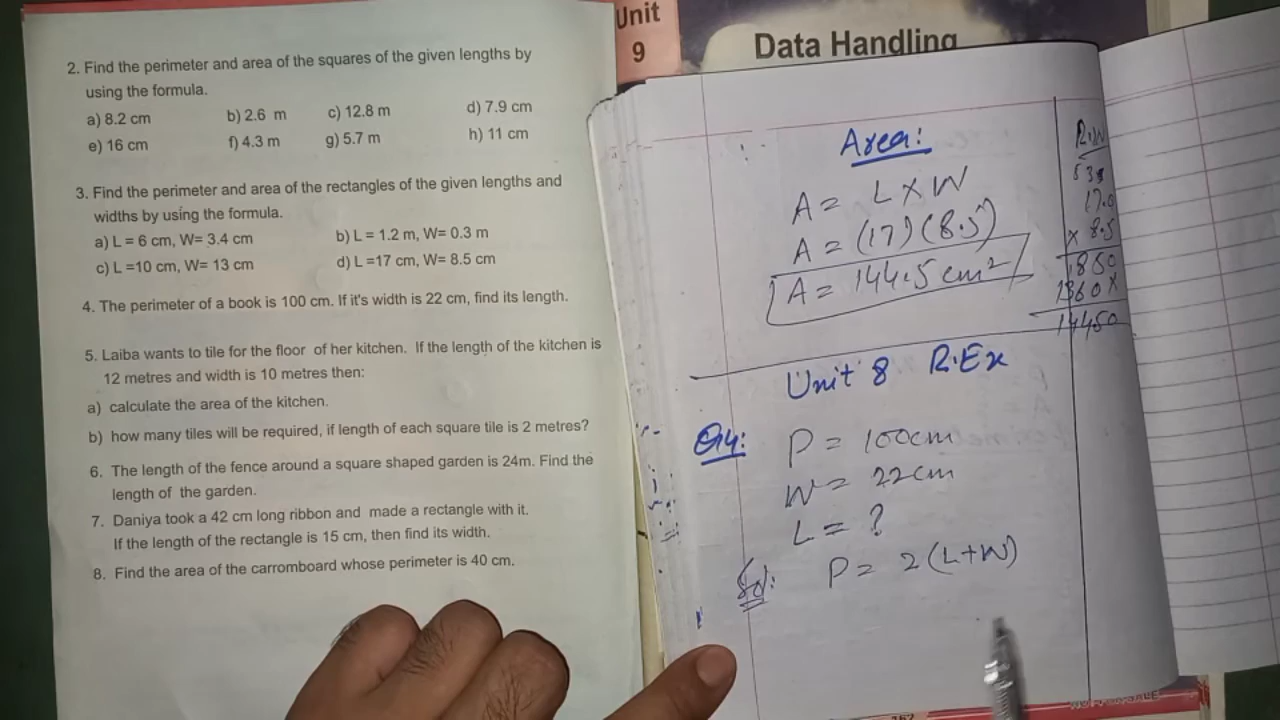 2. Find the perimeter and area of the squares of the given lengths by
using the formula.
a) 8.2 cm b) 2.6 m c) 12.8 m d) 7.9 cm
e) 16 cm f) 4.3 m g) 5.7 m h) 11 cm
3. Find the perimeter and area of the rectangles of the given lengths and
widths by using the formula.
a) L = 6 cm, W= 3.4 cm b) L = 1.2 m, W= 0.3 m
c) L =10 cm, W= 13 cm d) L =17 cm, W= 8.5 cm
4. The perimeter of a book is 100 cm. If it's width is 22 cm, find its length.
5. Laiba wants to tile for the floor of her kitchen. If the length of the kitchen is
12 metres and width is 10 metres then:
a) calculate the area of the kitchen.
b) how many tiles will be required, if length of each square tile is 2 metres?
6. The length of the fence around a square shaped garden is 24m. Find the
length of the garden.
7. Daniya took a 42 cm long ribbon and made a rectangle with it.
If the length of the rectangle is 15 cm, then find its width.
8. Find the area of the carromboard whose perimeter is 40 cm.
Unit
9
Data Handling
Area:
A = L X W
A = (17) (8.5)
A = 144.5 cm²
R.W
17.0
x 8.5
850
1360x
14450
Unit 8 R.Ex
Q4: P = 100cm
W = 22cm
L = ?
Sol: P = 2(L+W)